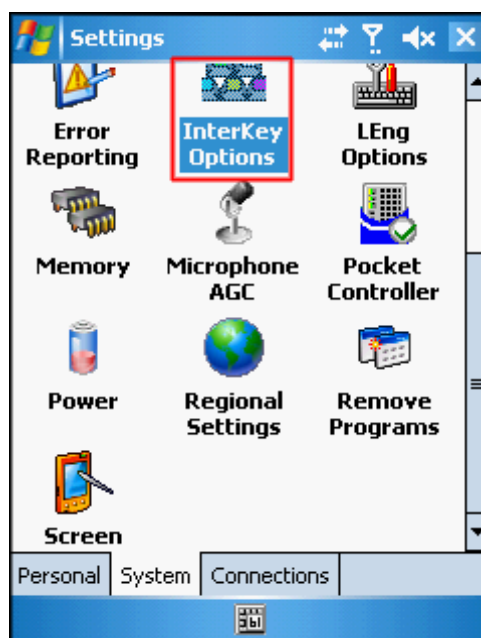 Settings
Error
Reporting
InterKey
Options
LEng
Options
Memory
Microphone
AGC
Pocket
Controller
Power
Regional
Settings
Remove
Programs
Screen
Personal System Connections